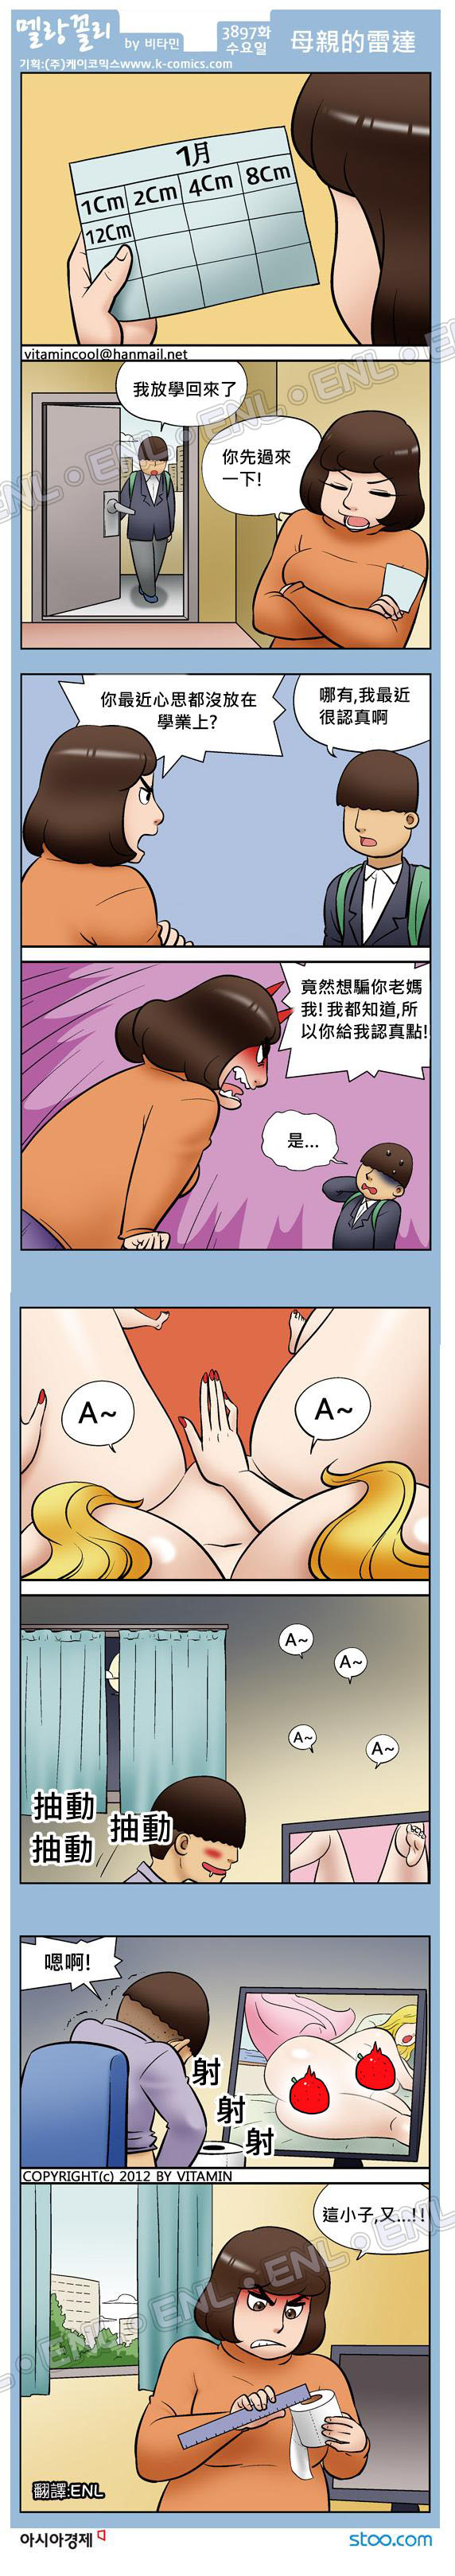 멜랑꼴리
by 비타민
3897화
수요일
母親的雷達
기획:(주)케이코믹스www.k-comics.com
1月
1Cm 2Cm 4Cm 8Cm
12Cm
vitamincool@hanmail.net
我放學回來了
你先過來
一下!
你最近心思都沒放在
學業上?
哪有,我最近
很認真啊
竟然想騙你老媽
我! 我都知道,所
以你給我認真點!
是...
A~
A~
A~
A~
A~
A~
抽動
抽動
抽動
嗯啊!
射
射
射
COPYRIGHT(c) 2012 BY VITAMIN
這小子,又...!!
翻譯:ENL
ENL
아시아경제
stoo.com